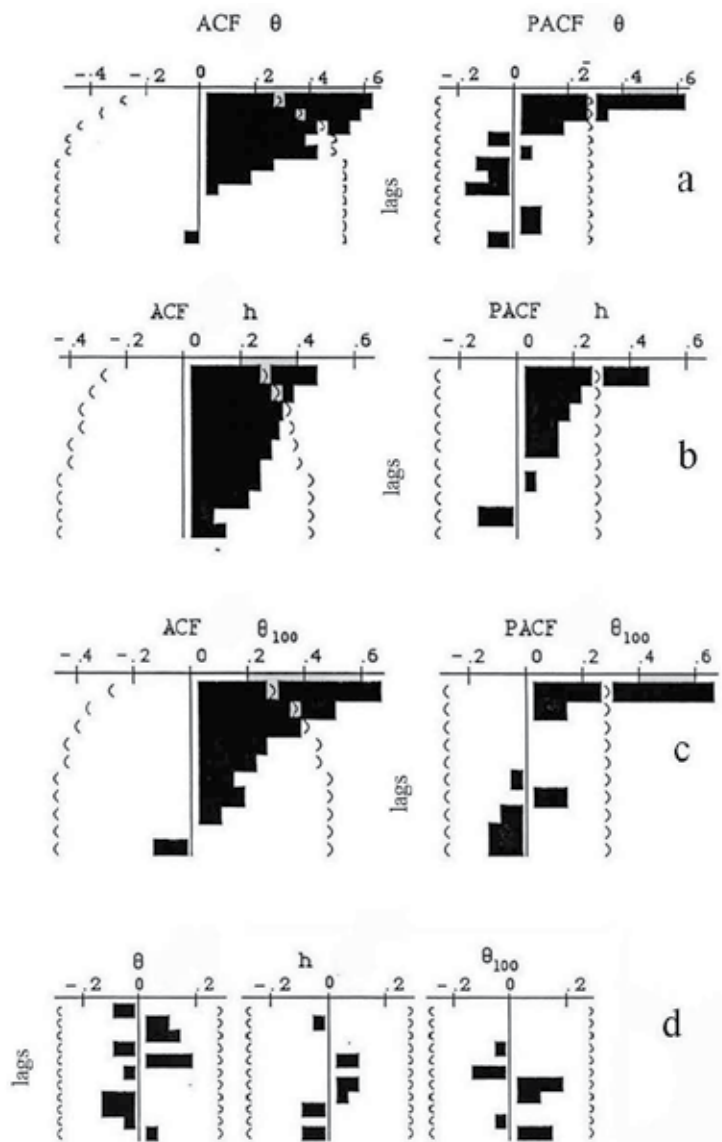 ACF θ PACF θ
-.4 -.2 0 .2 .4 .6 -.2 0 .2 .4 .6
lags a
ACF h PACF h
-.4 -.2 0 .2 .4 .6 -.2 0 .2 .4 .6
lags b
ACF θ100 PACF θ100
-.4 -.2 0 .2 .4 .6 -.2 0 .2 .4 .6
lags c
θ h θ100
-.2 0 .2 -.2 0 .2 -.2 0 .2
lags d